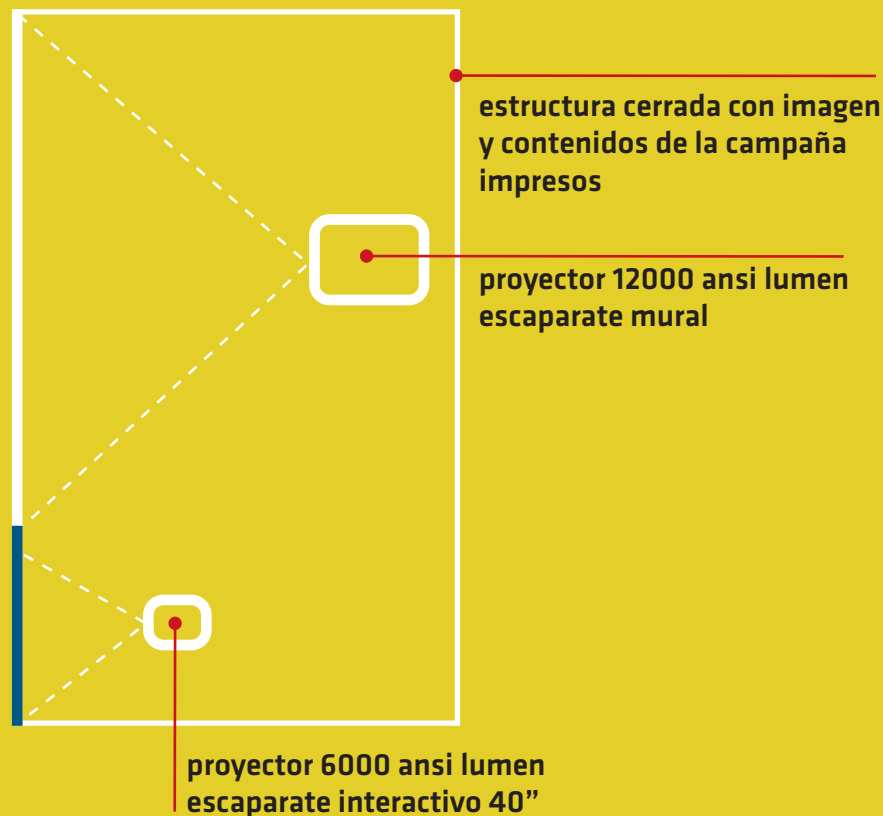 estructura cerrada con imagen
y contenidos de la campaña
impresos
proyector 12000 ansi lumen
escaparate mural
proyector 6000 ansi lumen
escaparate interactivo 40”